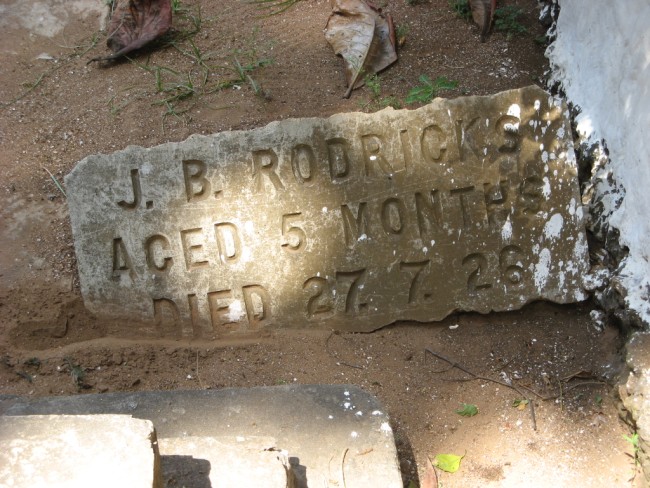 J. B. RODRICKS
AGED 5 MONTHS
DIED 27. 7. 26